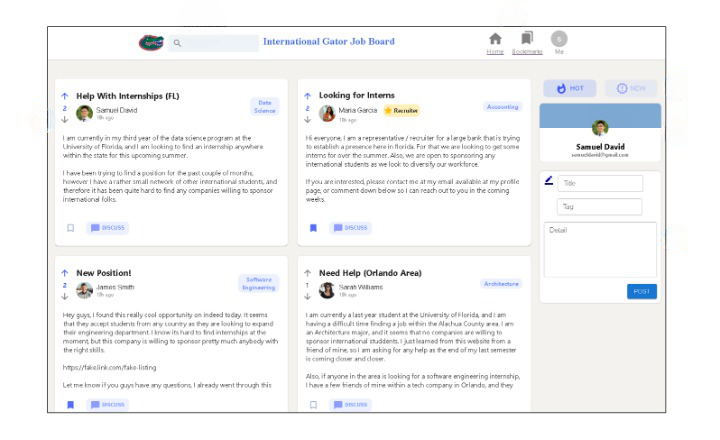 International Gator Job Board
Home
Bookmarks
S
Me
Help With Internships (FL)
2
Samuel David
18h ago
Data
Science
I am currently in my third year of the data science program at the
University of Florida, and I am looking to find an internship anywhere
within the state for this upcoming summer.
I have been trying to find a position for the past couple of months,
however I have a rather small network of other international students, and
therefore it has been quite hard to find any companies willing to sponsor
international folks.
DISCUSS
Looking for Interns
2
Maria Garcia
Recruiter
18h ago
Accounting
Hi everyone, I am a representative / recruiter for a large bank that is trying
to establish a presence here in florida. For that we are looking to get some
interns for over the summer. Also, we are open to sponsoring any
international students as we look to diversify our workforce.
If you are interested, please contact me at my email available at my profile
page, or comment down below so I can reach out to you in the coming
weeks.
DISCUSS
New Position!
2
James Smith
18h ago
Software
Engineering
Hey guys, I found this really cool opportunity on indeed today. It seems
that they accept students from any country as they are looking to expand
their engineering department. I know its hard to find internships at the
moment, but this company is willing to sponsor pretty much anybody with
the right skills.
https://fakelink.com/fake-listing
Let me know if you guys have any questions, I already went through this
DISCUSS
Need Help (Orlando Area)
1
Sarah Williams
18h ago
Architecture
I am currently a last year student at the University of Florida, and I am
having a difficult time finding a job within the Alachua County area. I am
an Architecture major, and it seems that no companies are willing to
sponsor international studdents. I just learned from this website from a
friend of mine, so I am asking for any help as the end of my last semester
is coming closer and closer.
Also, if anyone in the area is looking for a software engineering internship,
I have a few friends of mine within a tech company in Orlando, and they
DISCUSS
HOT
NEW
Samuel David
samueldavid@gmail.com
Title
Tag
Detail
POST